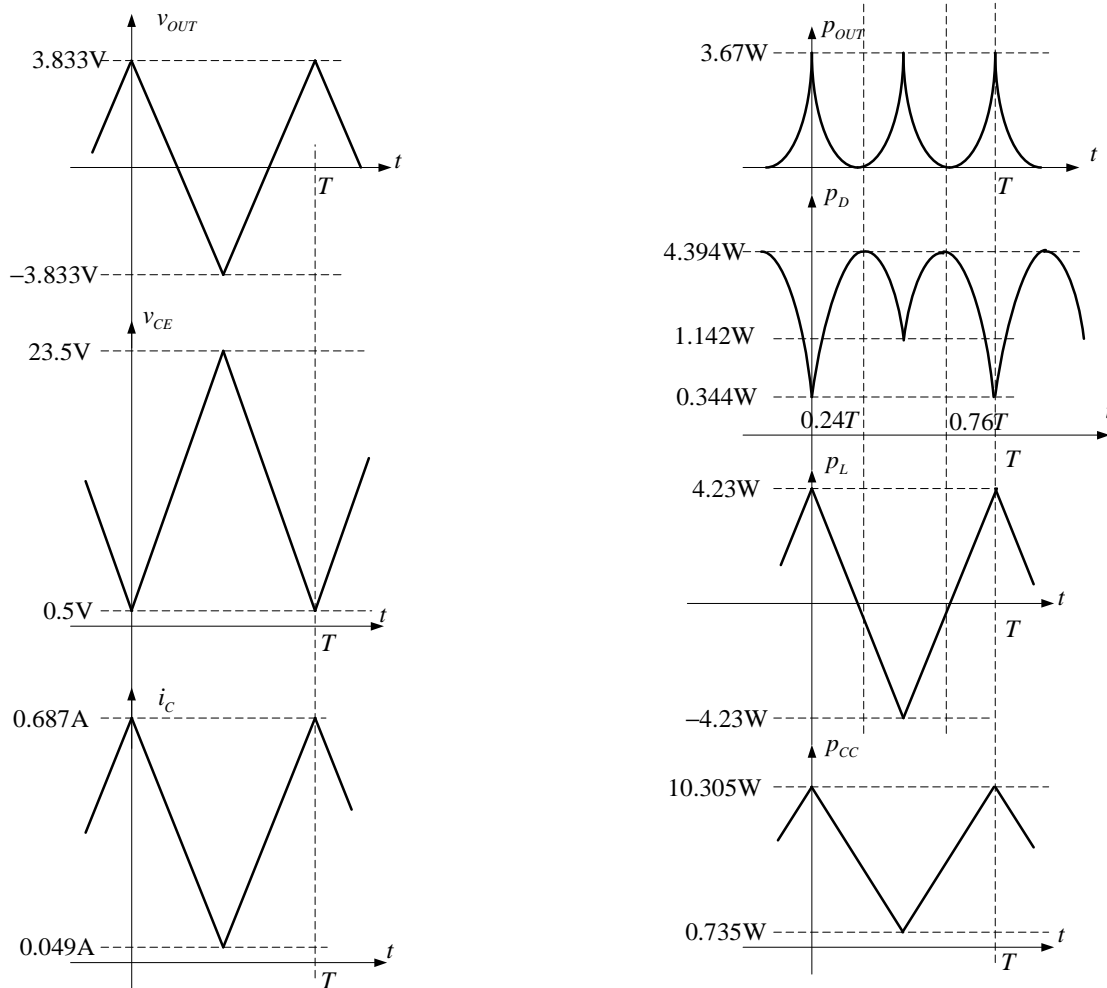 v_OUT
3.833V
t
T
−3.833V
v_CE
23.5V
0.5V
t
T
i_C
0.687A
0.049A
t
T
p_OUT
3.67W
t
T
p_D
4.394W
1.142W
0.344W
0.24T
0.76T
T
p_L
4.23W
t
T
−4.23W
p_CC
10.305W
0.735W
t
T